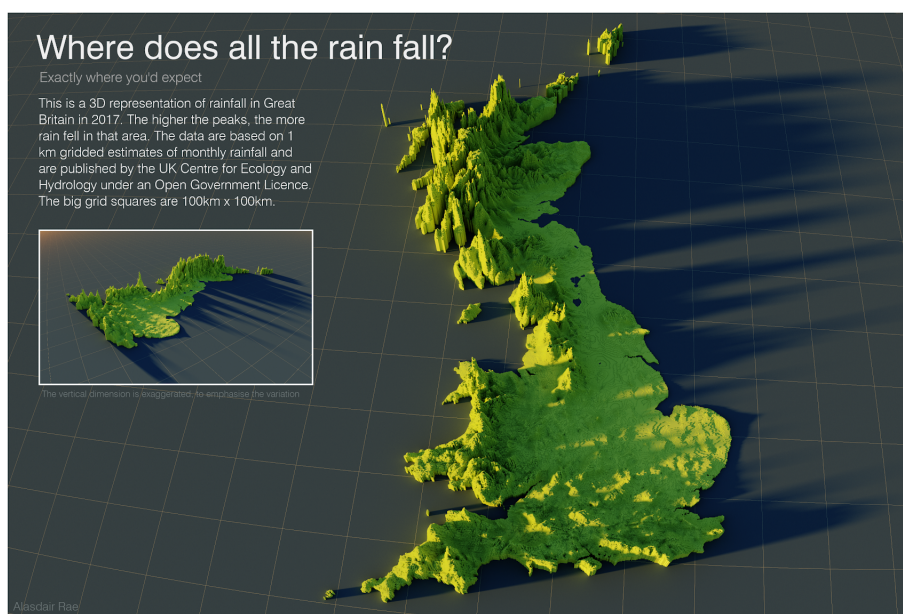 Where does all the rain fall?
Exactly where you'd expect
This is a 3D representation of rainfall in Great
Britain in 2017. The higher the peaks, the more
rain fell in that area. The data are based on 1
km gridded estimates of monthly rainfall and
are published by the UK Centre for Ecology and
Hydrology under an Open Government Licence.
The big grid squares are 100km x 100km.
The vertical dimension is exaggerated, to emphasise the variation
Alasdair Rae